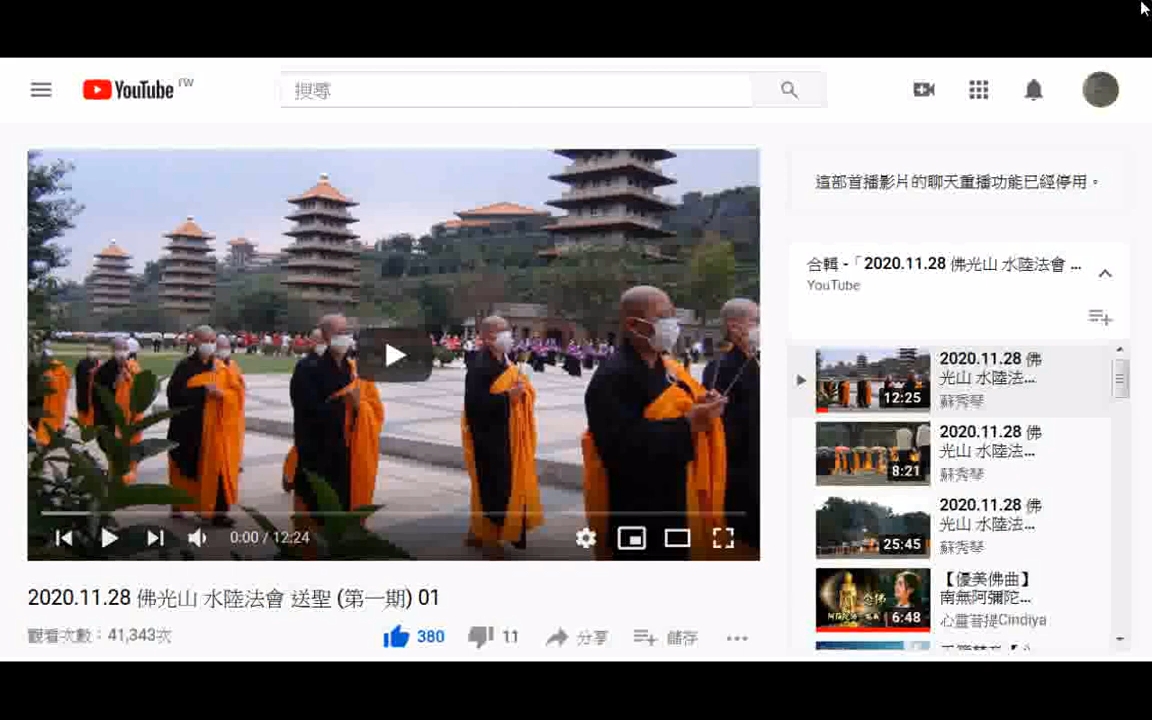 YouTube TW
搜尋
這部首播影片的聊天重播功能已經停用。
合輯 -「2020.11.28 佛光山 水陸法會 ...
YouTube
2020.11.28 佛
光山 水陸法...
蘇秀琴
12:25
2020.11.28 佛
光山 水陸法...
蘇秀琴
8:21
2020.11.28 佛
光山 水陸法...
蘇秀琴
25:45
【優美佛曲】
南無阿彌陀...
心靈菩提Cindiya
6:48
0:00 / 12:24
2020.11.28 佛光山 水陸法會 送聖 (第一期) 01
觀看次數：41,343次
380
11
分享
儲存